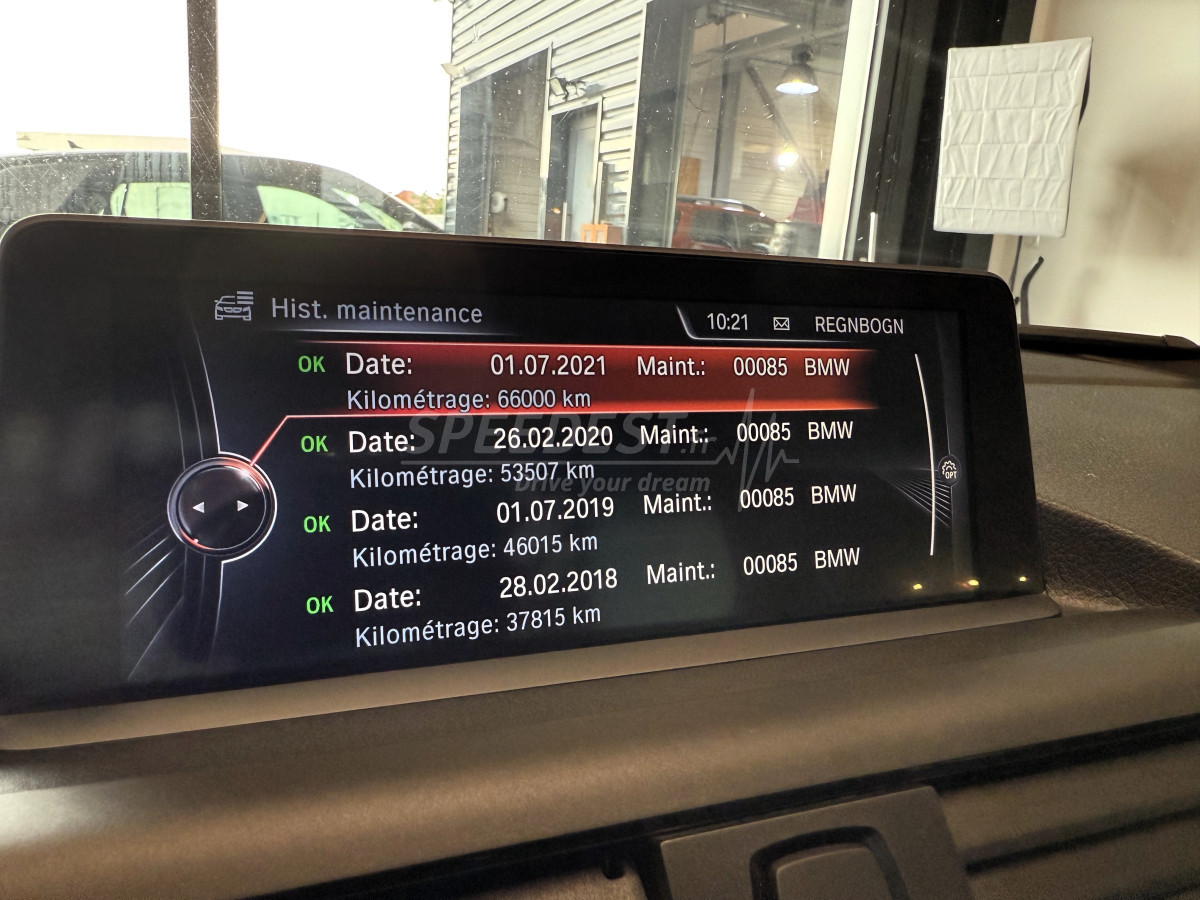 Hist. maintenance 10:21 REGNBOGN
OK Date: 01.07.2021 Maint.: 00085 BMW
Kilométrage: 66000 km
OK Date: 26.02.2020 Maint.: 00085 BMW
Kilométrage: 53507 km
OK Date: 01.07.2019 Maint.: 00085 BMW
Kilométrage: 46015 km
OK Date: 28.02.2018 Maint.: 00085 BMW
Kilométrage: 37815 km
OPT
SPEEDEST.fr
Drive your dream